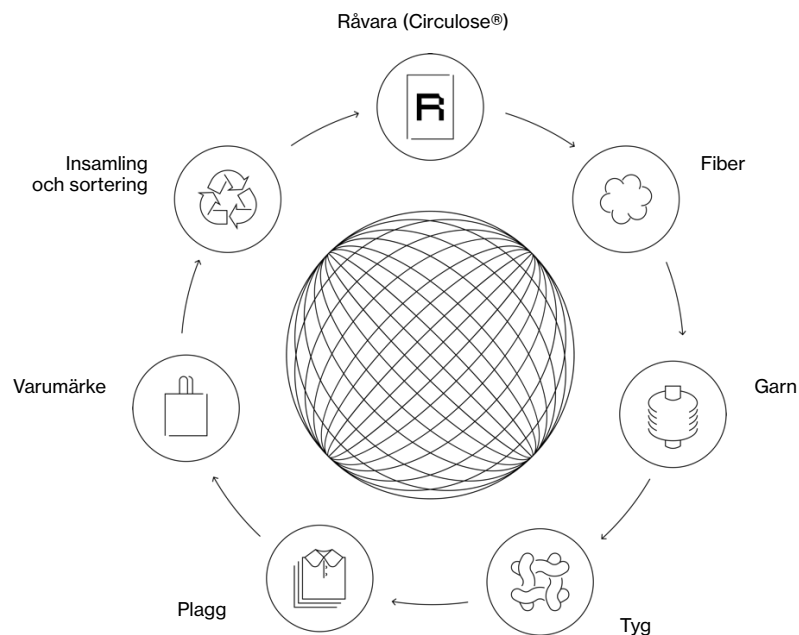 Råvara (Circulose®)
R
Fiber
Garn
Tyg
Plagg
Varumärke
Insamling
och sortering